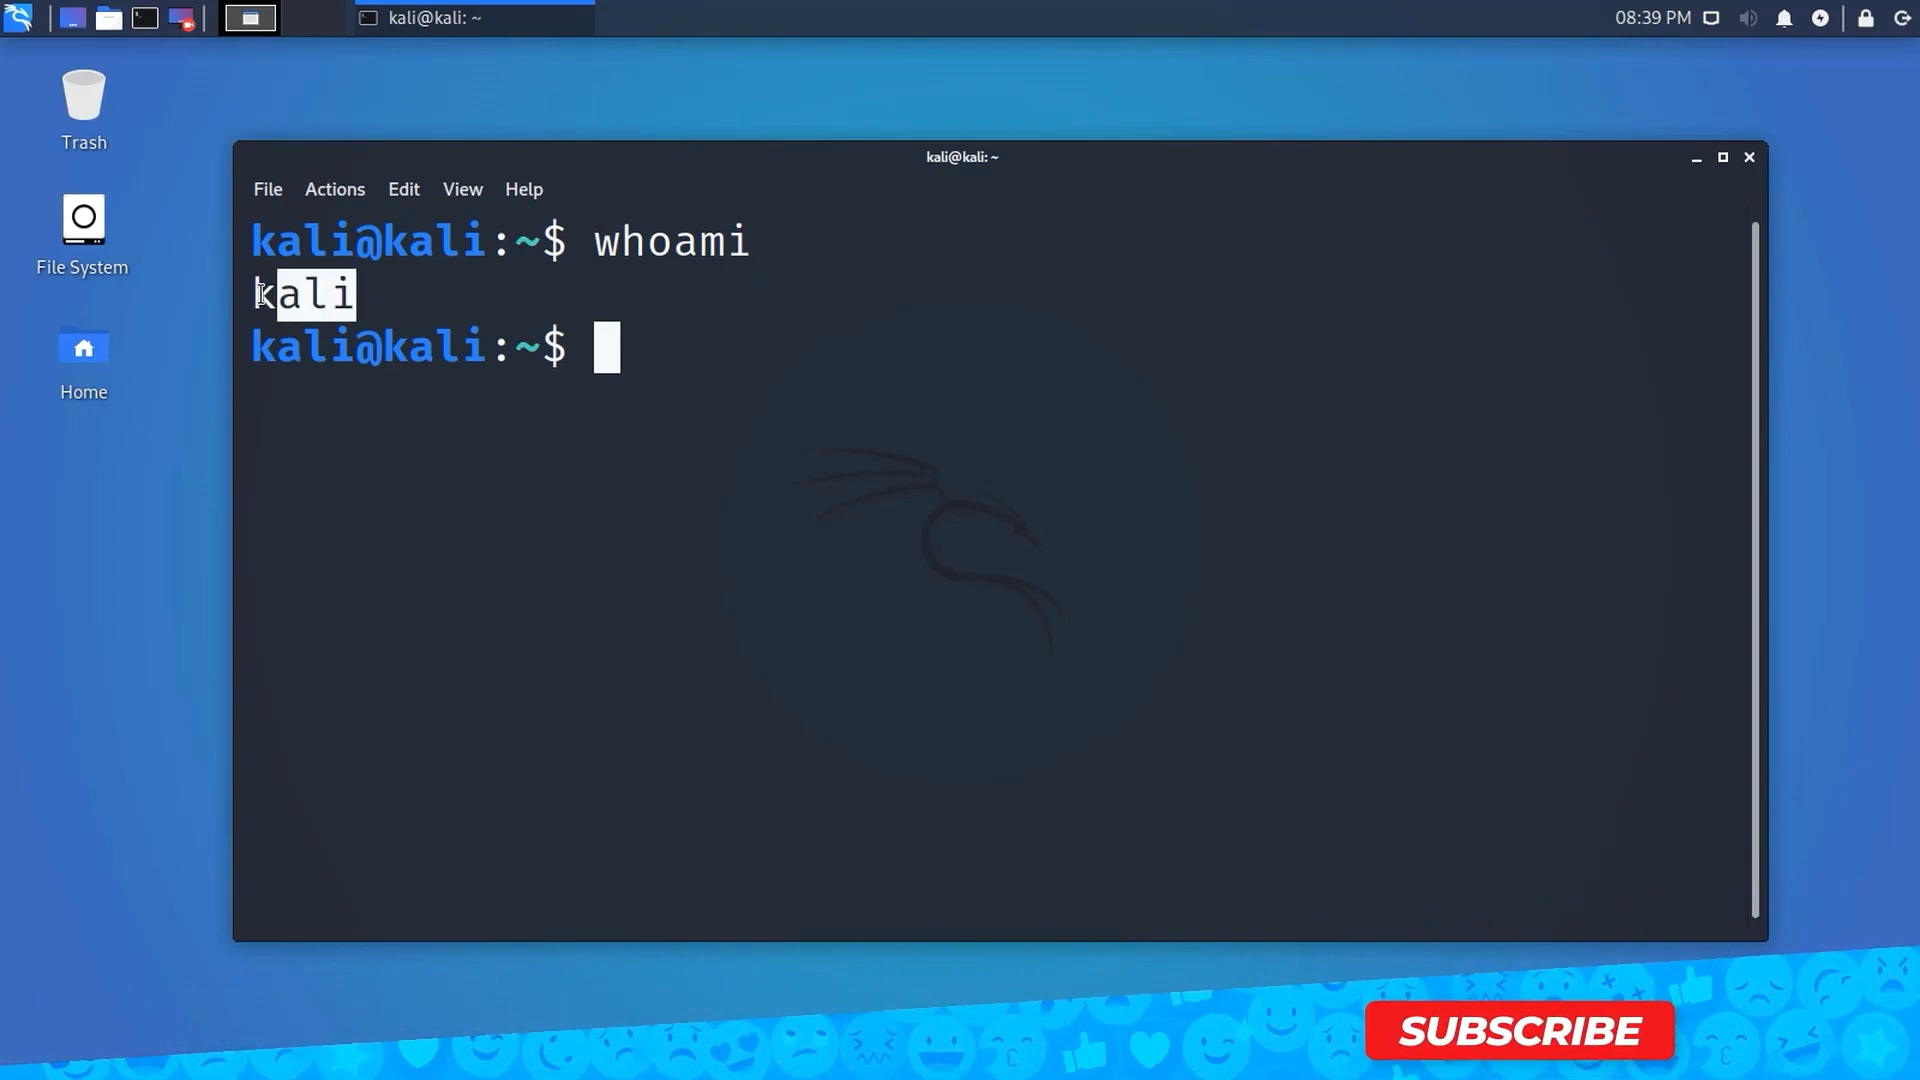 kali@kali: ~
08:39 PM
Trash
File System
Home
kali@kali: ~
File Actions Edit View Help
kali@kali:~$ whoami
kali
kali@kali:~$
SUBSCRIBE